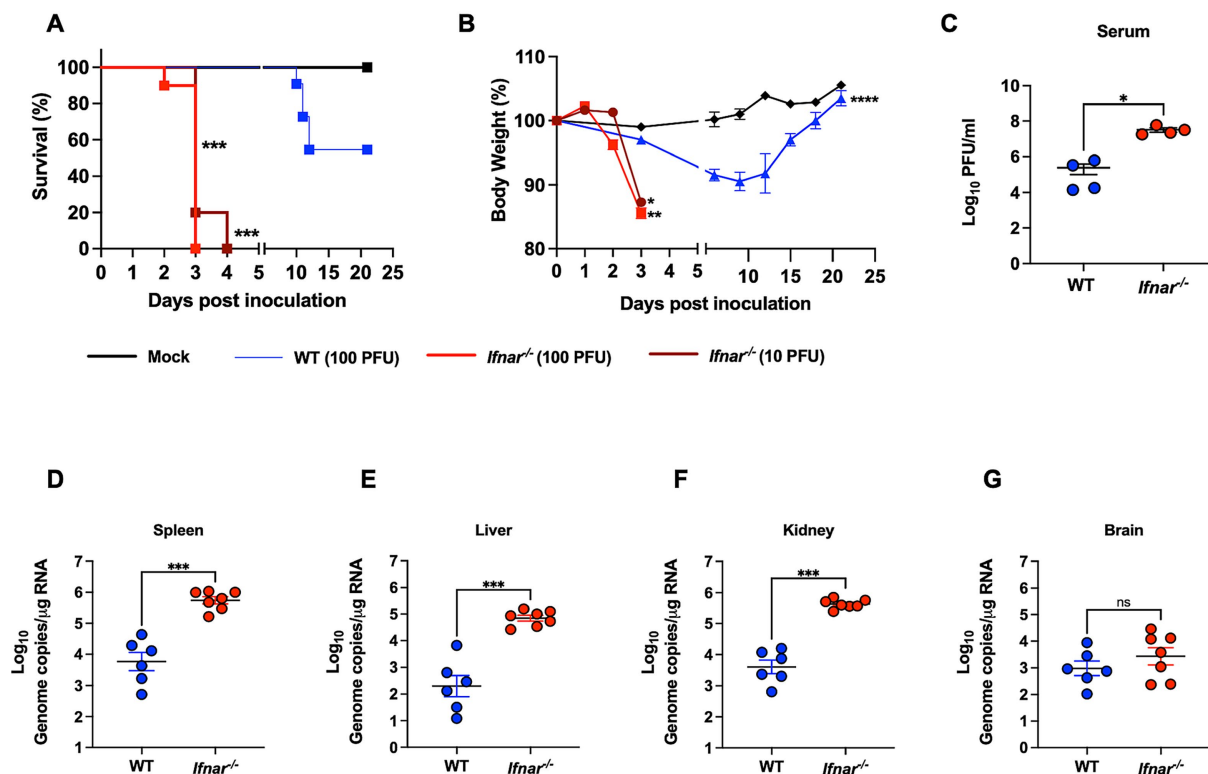 A
Survival (%)
100
80
60
40
20
0
***
***
0 1 2 3 4 5 10 15 20 25
Days post inoculation
B
Body Weight (%)
110
100
90
80
****
*
**
0 1 2 3 4 5 10 15 20 25
Days post inoculation
C
Serum
Log10 PFU/ml
10
8
6
4
2
0
*
WT Ifnar-/-
Mock WT (100 PFU) Ifnar-/- (100 PFU) Ifnar-/- (10 PFU)
D
Spleen
Log10
Genome copies/μg RNA
7
6
5
4
3
2
1
***
WT Ifnar-/-
E
Liver
Log10
Genome copies/μg RNA
7
6
5
4
3
2
1
0
***
WT Ifnar-/-
F
Kidney
Log10
Genome copies/μg RNA
7
6
5
4
3
2
1
***
WT Ifnar-/-
G
Brain
Log10
Genome copies/μg RNA
7
6
5
4
3
2
1
0
ns
WT Ifnar-/-